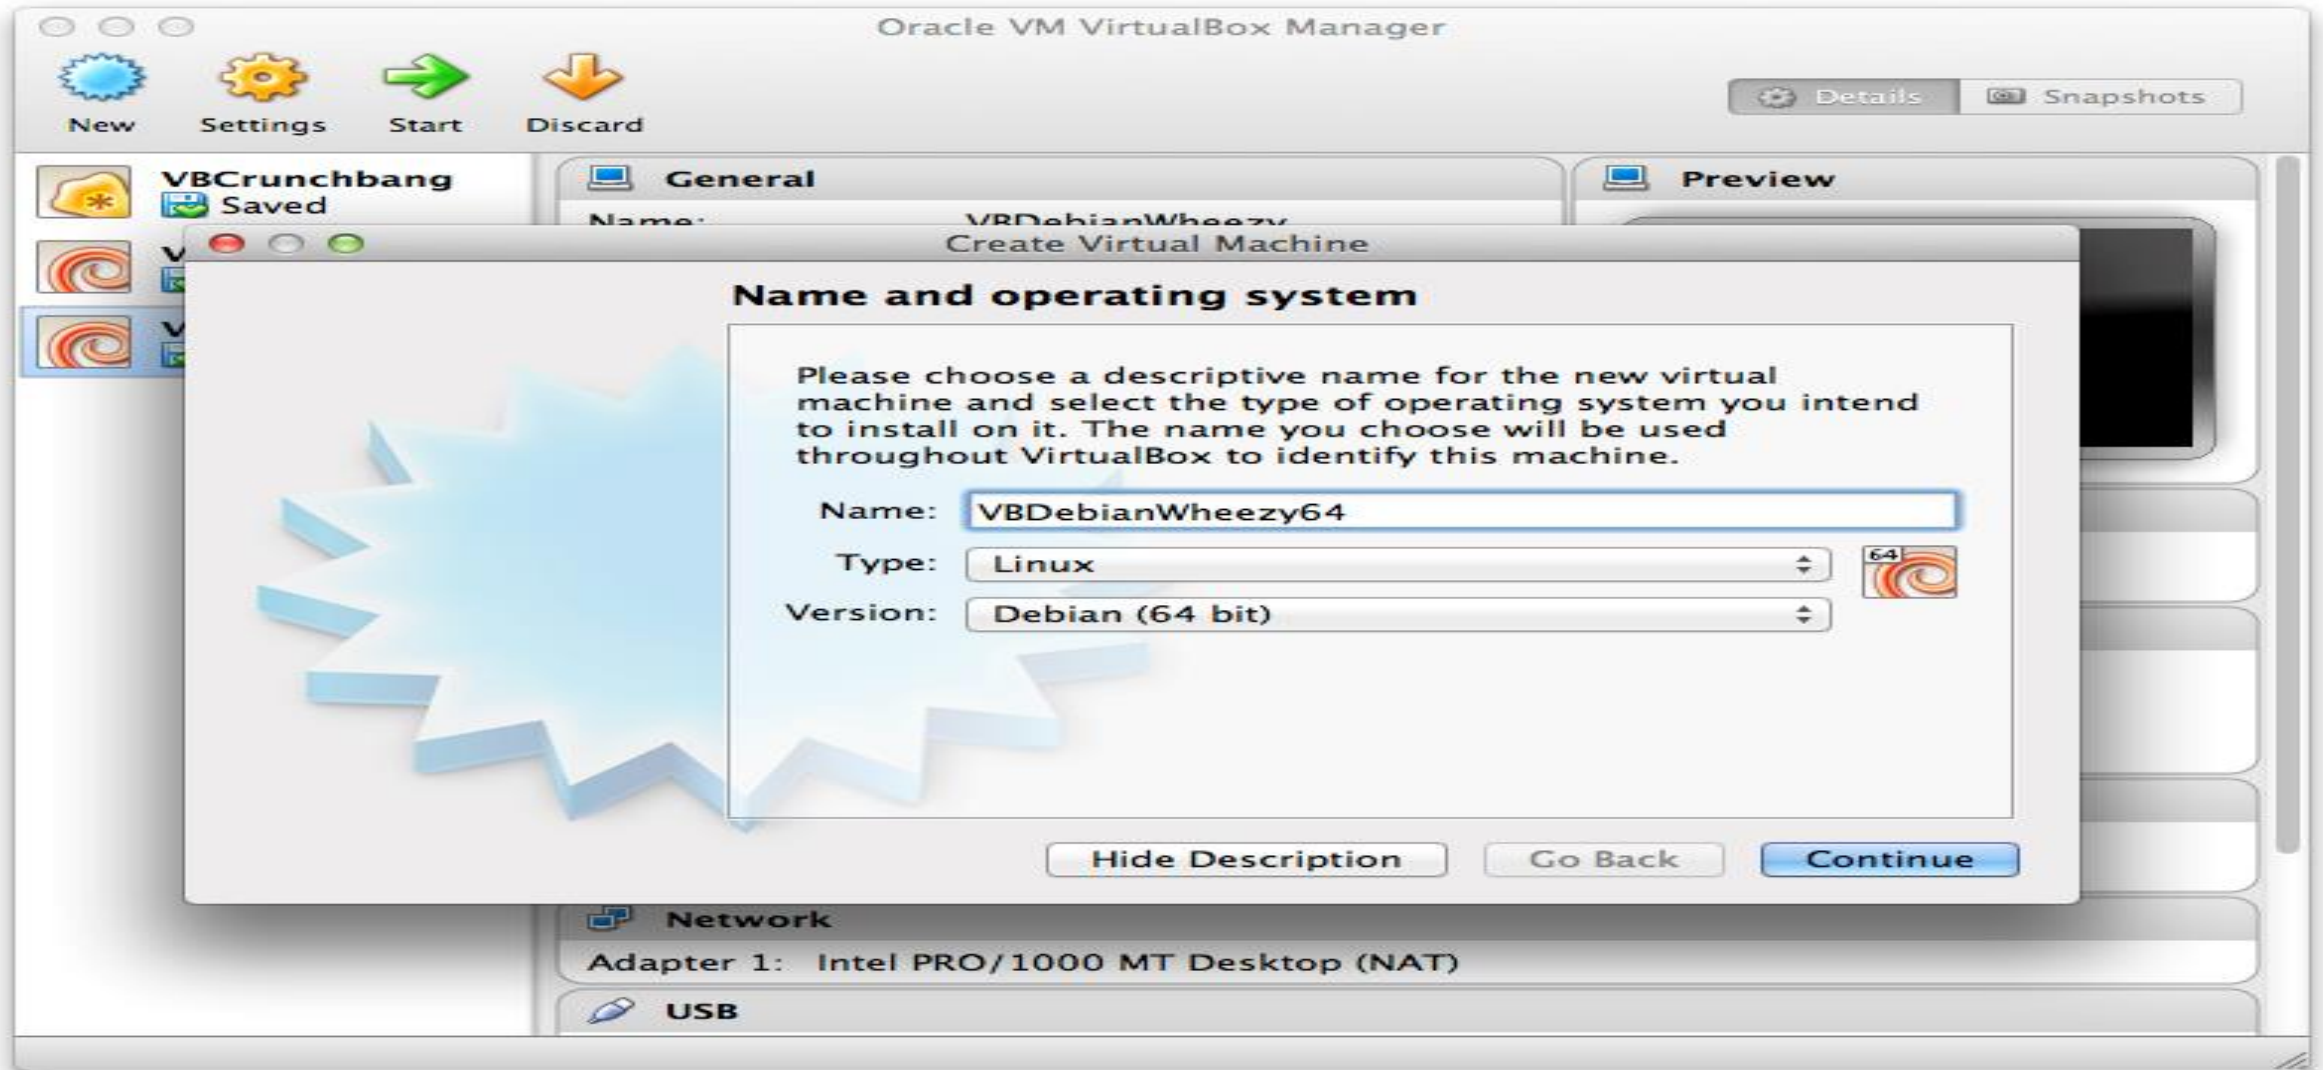 Oracle VM VirtualBox Manager
New
Settings
Start
Discard
Details
Snapshots
VBCrunchbang
Saved
General
Preview
Name:
VBDebianWheezy
V
V
Create Virtual Machine
Name and operating system
Please choose a descriptive name for the new virtual
machine and select the type of operating system you intend
to install on it. The name you choose will be used
throughout VirtualBox to identify this machine.
Name: VBDebianWheezy64
Type: Linux
64
Version: Debian (64 bit)
Hide Description
Go Back
Continue
Network
Adapter 1: Intel PRO/1000 MT Desktop (NAT)
USB